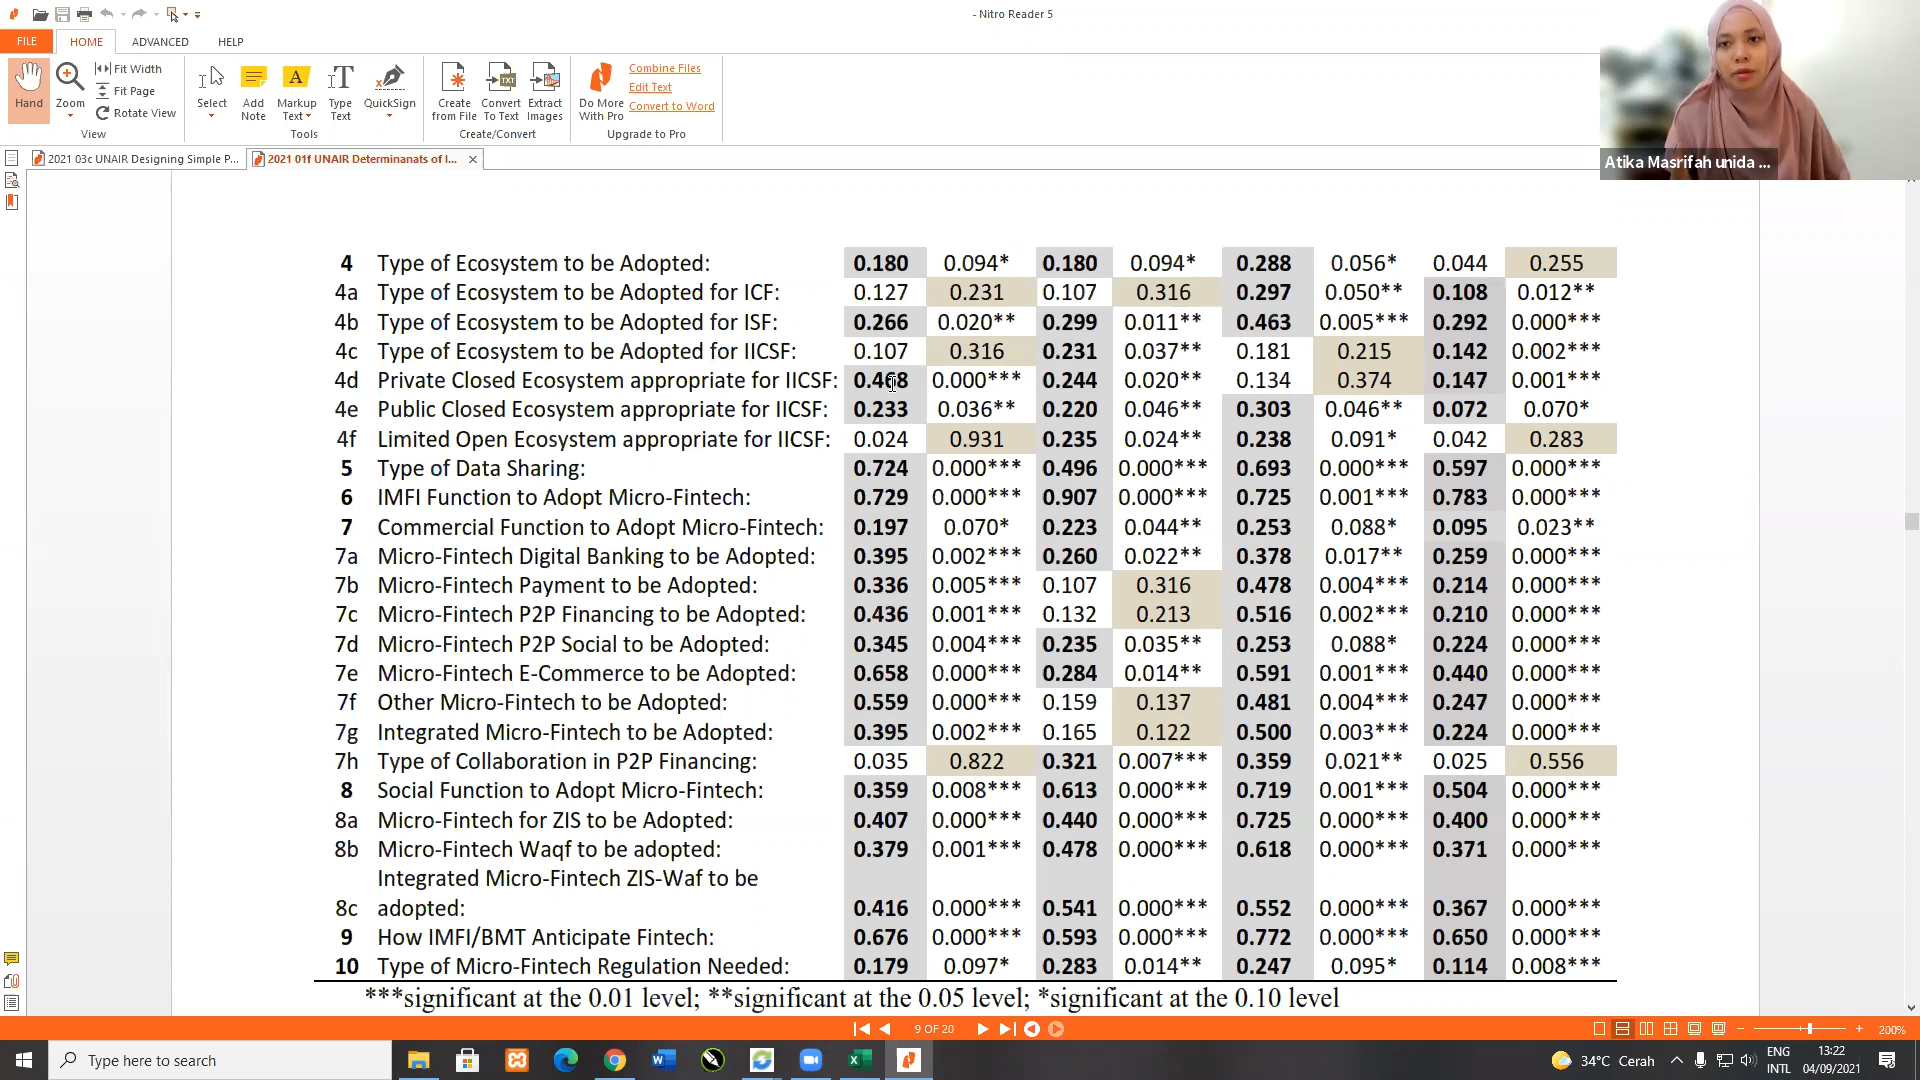 - Nitro Reader 5
FILE HOME ADVANCED HELP
Hand
Zoom
Fit Width
Fit Page
Rotate View
View
Select
Add Note
Markup Text
Type Text
QuickSign
Tools
Create from File
Convert To Text
Extract Images
Create/Convert
Do More With Pro
Combine Files
Edit Text
Convert to Word
Upgrade to Pro
2021 03c UNAIR Designing Simple P...
2021 01f UNAIR Determinanats of I...
Atika Masrifah unida ...
4 Type of Ecosystem to be Adopted: 0.180 0.094* 0.180 0.094* 0.288 0.056* 0.044 0.255
4a Type of Ecosystem to be Adopted for ICF: 0.127 0.231 0.107 0.316 0.297 0.050** 0.108 0.012**
4b Type of Ecosystem to be Adopted for ISF: 0.266 0.020** 0.299 0.011** 0.463 0.005*** 0.292 0.000***
4c Type of Ecosystem to be Adopted for IICSF: 0.107 0.316 0.231 0.037** 0.181 0.215 0.142 0.002***
4d Private Closed Ecosystem appropriate for IICSF: 0.468 0.000*** 0.244 0.020** 0.134 0.374 0.147 0.001***
4e Public Closed Ecosystem appropriate for IICSF: 0.233 0.036** 0.220 0.046** 0.303 0.046** 0.072 0.070*
4f Limited Open Ecosystem appropriate for IICSF: 0.024 0.931 0.235 0.024** 0.238 0.091* 0.042 0.283
5 Type of Data Sharing: 0.724 0.000*** 0.496 0.000*** 0.693 0.000*** 0.597 0.000***
6 IMFI Function to Adopt Micro-Fintech: 0.729 0.000*** 0.907 0.000*** 0.725 0.001*** 0.783 0.000***
7 Commercial Function to Adopt Micro-Fintech: 0.197 0.070* 0.223 0.044** 0.253 0.088* 0.095 0.023**
7a Micro-Fintech Digital Banking to be Adopted: 0.395 0.002*** 0.260 0.022** 0.378 0.017** 0.259 0.000***
7b Micro-Fintech Payment to be Adopted: 0.336 0.005*** 0.107 0.316 0.478 0.004*** 0.214 0.000***
7c Micro-Fintech P2P Financing to be Adopted: 0.436 0.001*** 0.132 0.213 0.516 0.002*** 0.210 0.000***
7d Micro-Fintech P2P Social to be Adopted: 0.345 0.004*** 0.235 0.035** 0.253 0.088* 0.224 0.000***
7e Micro-Fintech E-Commerce to be Adopted: 0.658 0.000*** 0.284 0.014** 0.591 0.001*** 0.440 0.000***
7f Other Micro-Fintech to be Adopted: 0.559 0.000*** 0.159 0.137 0.481 0.004*** 0.247 0.000***
7g Integrated Micro-Fintech to be Adopted: 0.395 0.002*** 0.165 0.122 0.500 0.003*** 0.224 0.000***
7h Type of Collaboration in P2P Financing: 0.035 0.822 0.321 0.007*** 0.359 0.021** 0.025 0.556
8 Social Function to Adopt Micro-Fintech: 0.359 0.008*** 0.613 0.000*** 0.719 0.001*** 0.504 0.000***
8a Micro-Fintech for ZIS to be Adopted: 0.407 0.000*** 0.440 0.000*** 0.725 0.000*** 0.400 0.000***
8b Micro-Fintech Waqf to be adopted: 0.379 0.001*** 0.478 0.000*** 0.618 0.000*** 0.371 0.000***
Integrated Micro-Fintech ZIS-Waf to be
8c adopted: 0.416 0.000*** 0.541 0.000*** 0.552 0.000*** 0.367 0.000***
9 How IMFI/BMT Anticipate Fintech: 0.676 0.000*** 0.593 0.000*** 0.772 0.000*** 0.650 0.000***
10 Type of Micro-Fintech Regulation Needed: 0.179 0.097* 0.283 0.014** 0.247 0.095* 0.114 0.008***
***significant at the 0.01 level; **significant at the 0.05 level; *significant at the 0.10 level
9 OF 20
200%
Type here to search
34°C Cerah
ENG INTL
13:22
04/09/2021